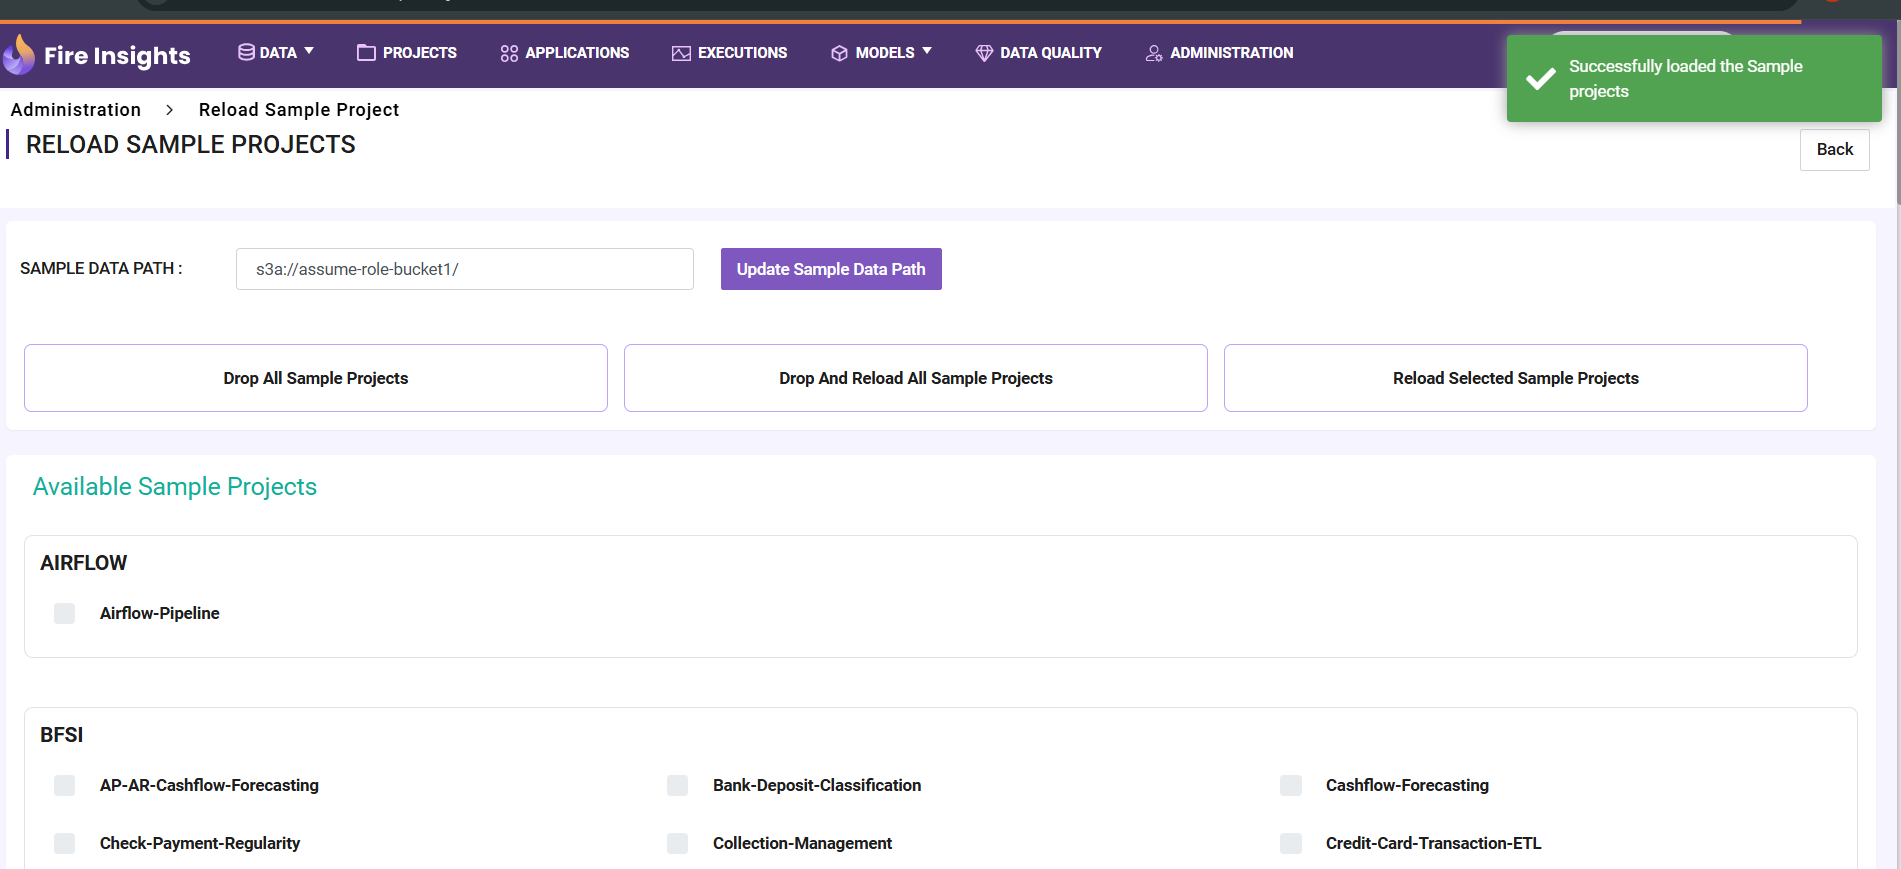 Fire Insights
DATA
PROJECTS
APPLICATIONS
EXECUTIONS
MODELS
DATA QUALITY
ADMINISTRATION
Successfully loaded the Sample
projects
Administration > Reload Sample Project
RELOAD SAMPLE PROJECTS
Back
SAMPLE DATA PATH :
s3a://assume-role-bucket1/
Update Sample Data Path
Drop All Sample Projects
Drop And Reload All Sample Projects
Reload Selected Sample Projects
Available Sample Projects
AIRFLOW
Airflow-Pipeline
BFSI
AP-AR-Cashflow-Forecasting
Bank-Deposit-Classification
Cashflow-Forecasting
Check-Payment-Regularity
Collection-Management
Credit-Card-Transaction-ETL